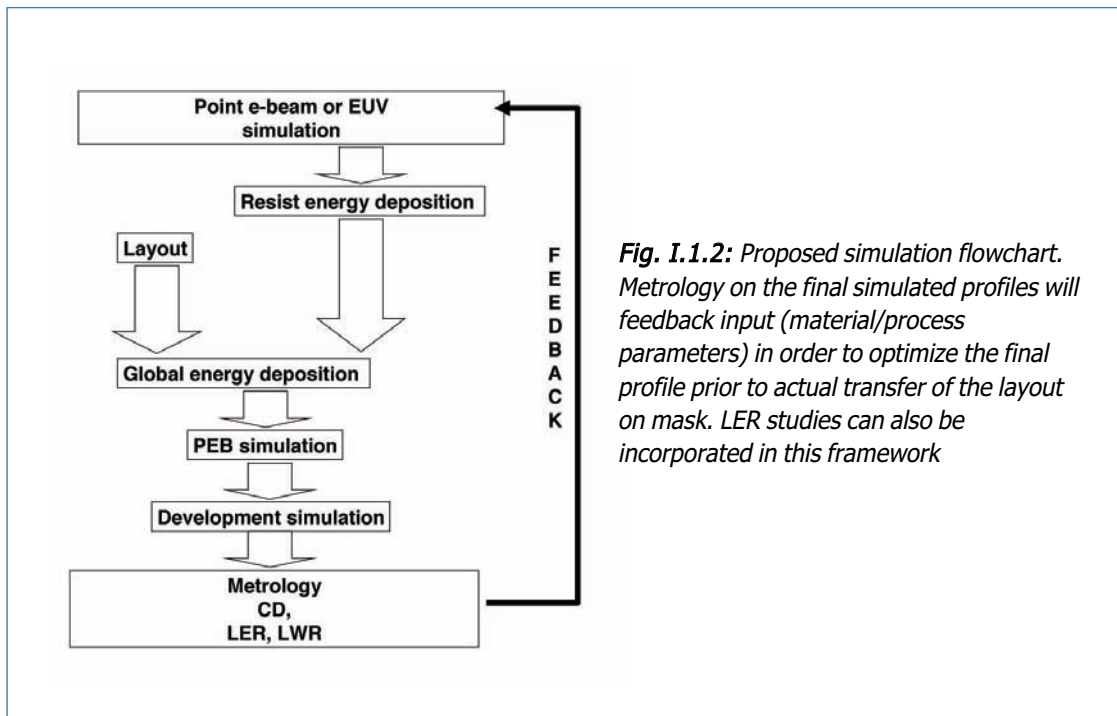 Point e-beam or EUV
simulation
Resist energy deposition
Layout
Global energy deposition
PEB simulation
Development simulation
Metrology
CD,
LER, LWR
F
E
E
D
B
A
C
K
Fig. I.1.2: Proposed simulation flowchart.
Metrology on the final simulated profiles will
feedback input (material/process
parameters) in order to optimize the final
profile prior to actual transfer of the layout
on mask. LER studies can also be
incorporated in this framework